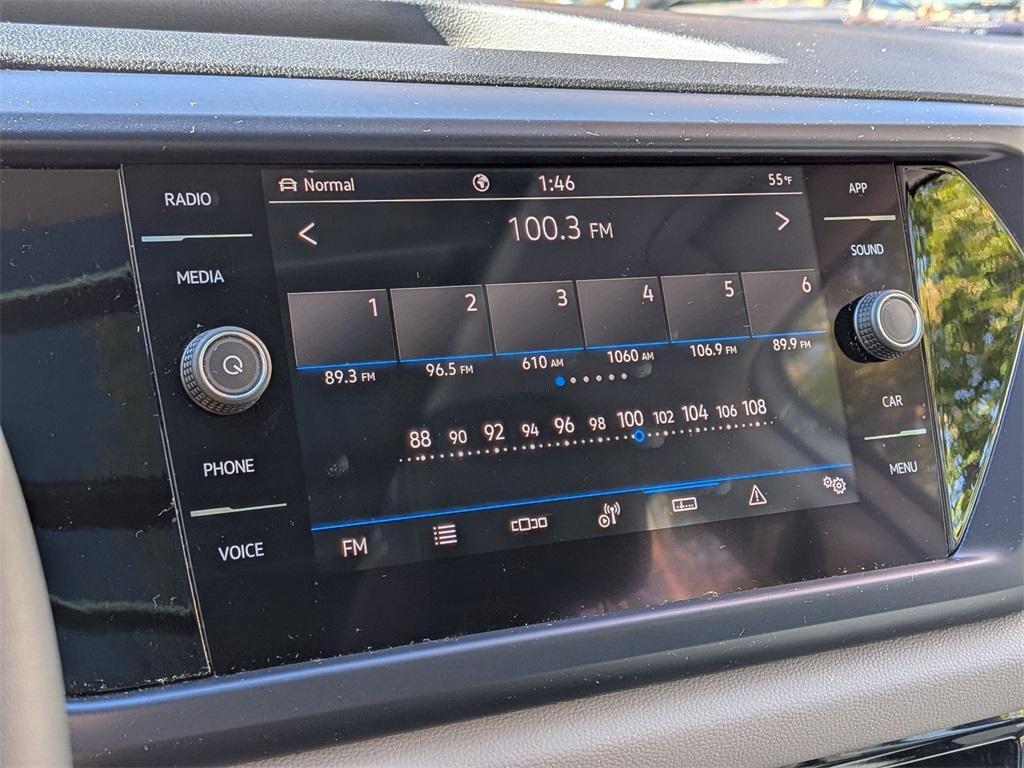 RADIO
MEDIA
PHONE
VOICE
Normal 1:46 55°F
< 100.3 FM >
1 2 3 4 5 6
89.3 FM 96.5 FM 610 AM 1060 AM 106.9 FM 89.9 FM
88 90 92 94 96 98 100 102 104 106 108
FM
APP
SOUND
CAR
MENU